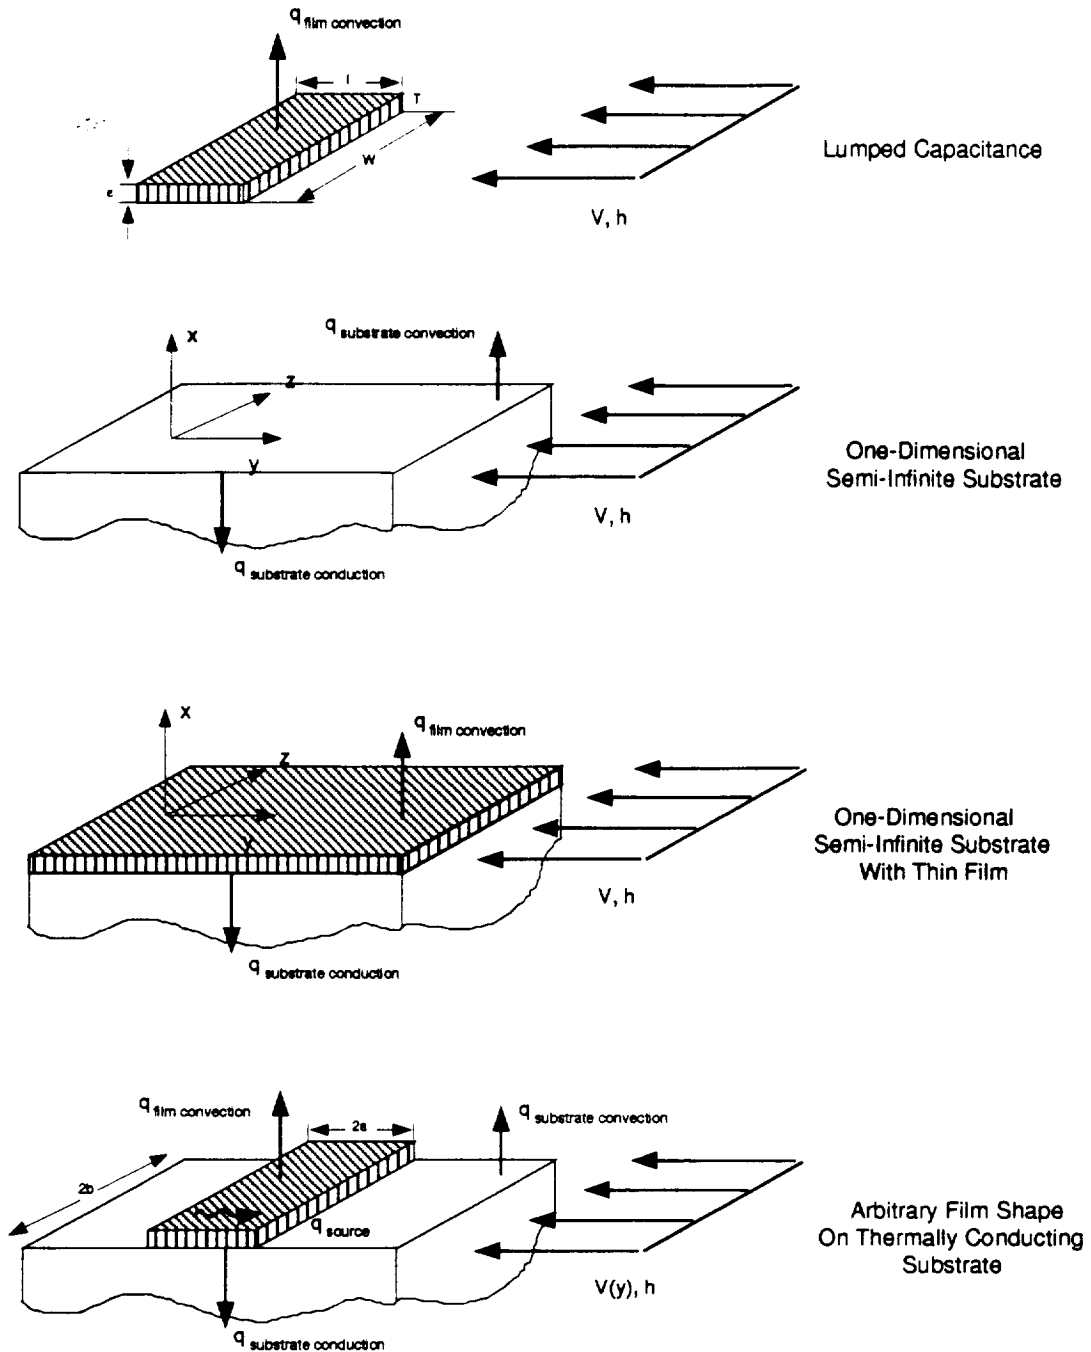 q film convection
l
T
W
e
Lumped Capacitance
V, h
q substrate convection
x
z
y
One-Dimensional
Semi-Infinite Substrate
V, h
q substrate conduction
x
q film convection
z
y
One-Dimensional
Semi-Infinite Substrate
With Thin Film
V, h
q substrate conduction
q film convection
2a
q substrate convection
2b
q source
Arbitrary Film Shape
On Thermally Conducting
Substrate
V(y), h
q substrate conduction